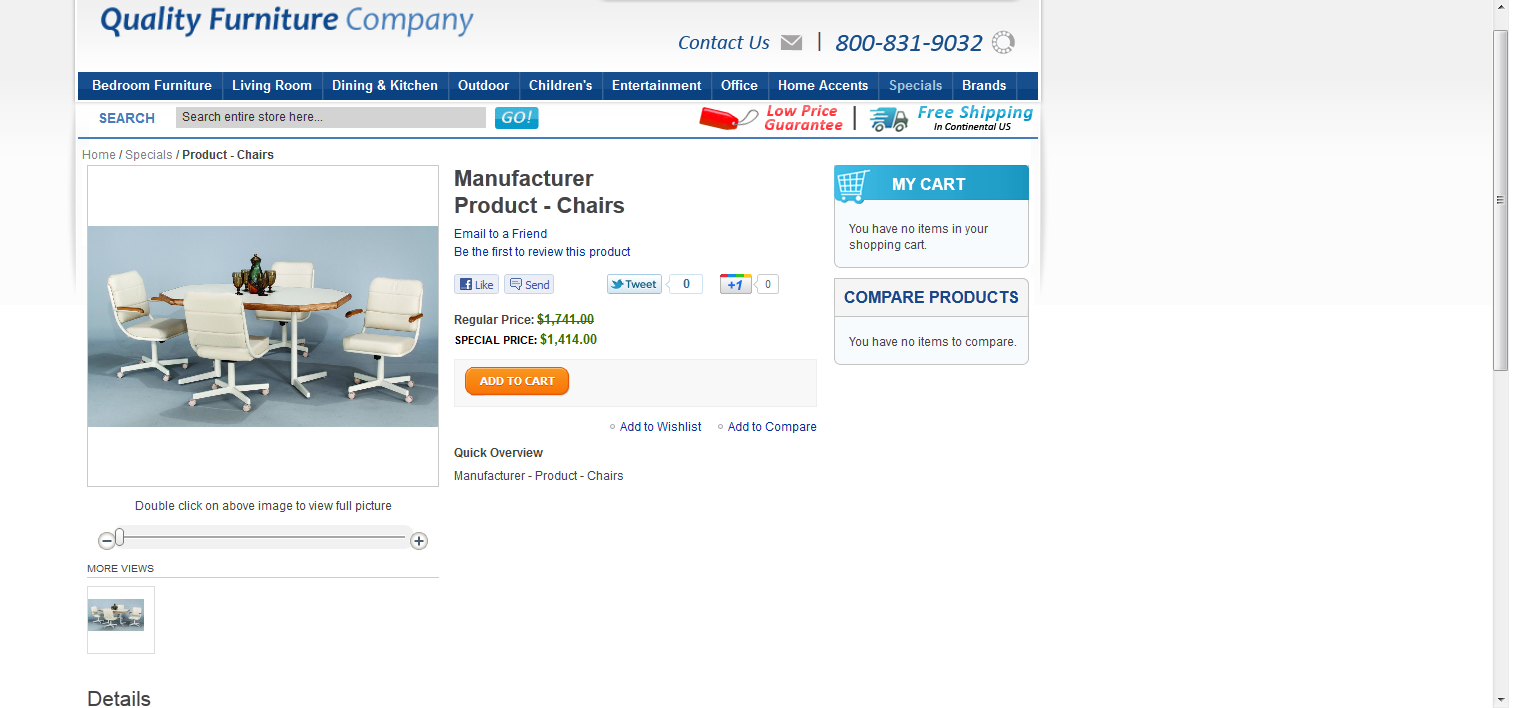 Quality Furniture Company
Contact Us | 800-831-9032
Bedroom Furniture Living Room Dining & Kitchen Outdoor Children's Entertainment Office Home Accents Specials Brands
SEARCH Search entire store here... GO! Low Price Guarantee | Free Shipping In Continental US
Home / Specials / Product - Chairs
Manufacturer
Product - Chairs
Email to a Friend
Be the first to review this product
Like Send Tweet 0 +1 0
Regular Price: $1,741.00
SPECIAL PRICE: $1,414.00
ADD TO CART
Add to Wishlist Add to Compare
Quick Overview
Manufacturer - Product - Chairs
MY CART
You have no items in your
shopping cart.
COMPARE PRODUCTS
You have no items to compare.
Double click on above image to view full picture
MORE VIEWS
Details